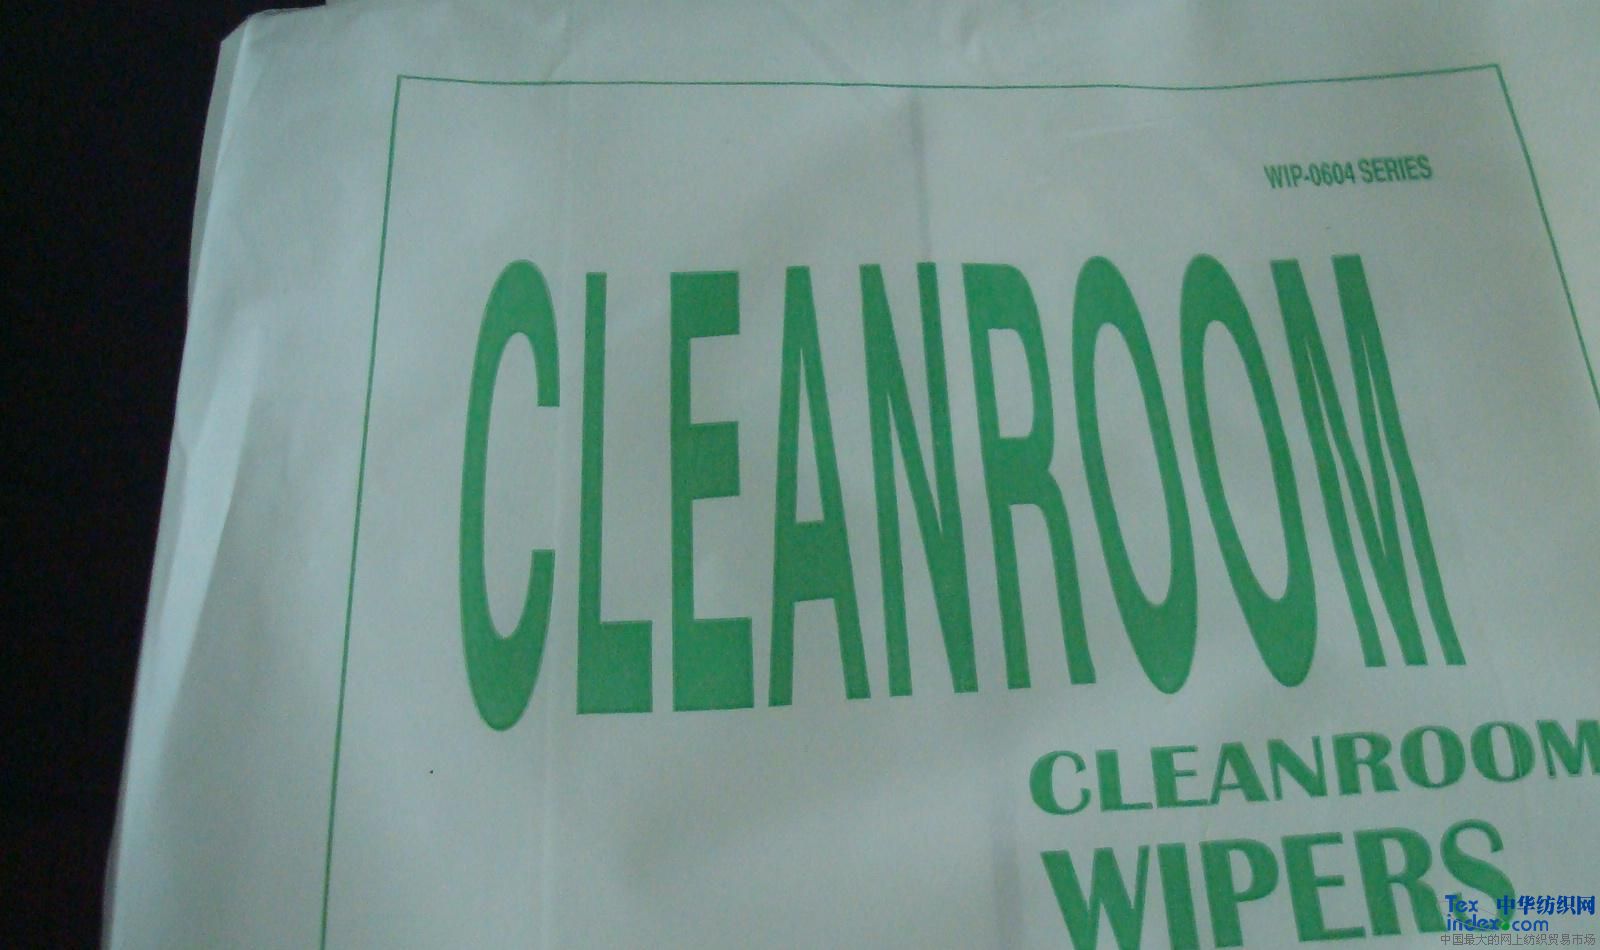 WIP-0604 SERIES
CLEANROOM
CLEANROOM
WIPERS
Tex 中华纺织网
index.com
中国最大的网上纺织贸易市场